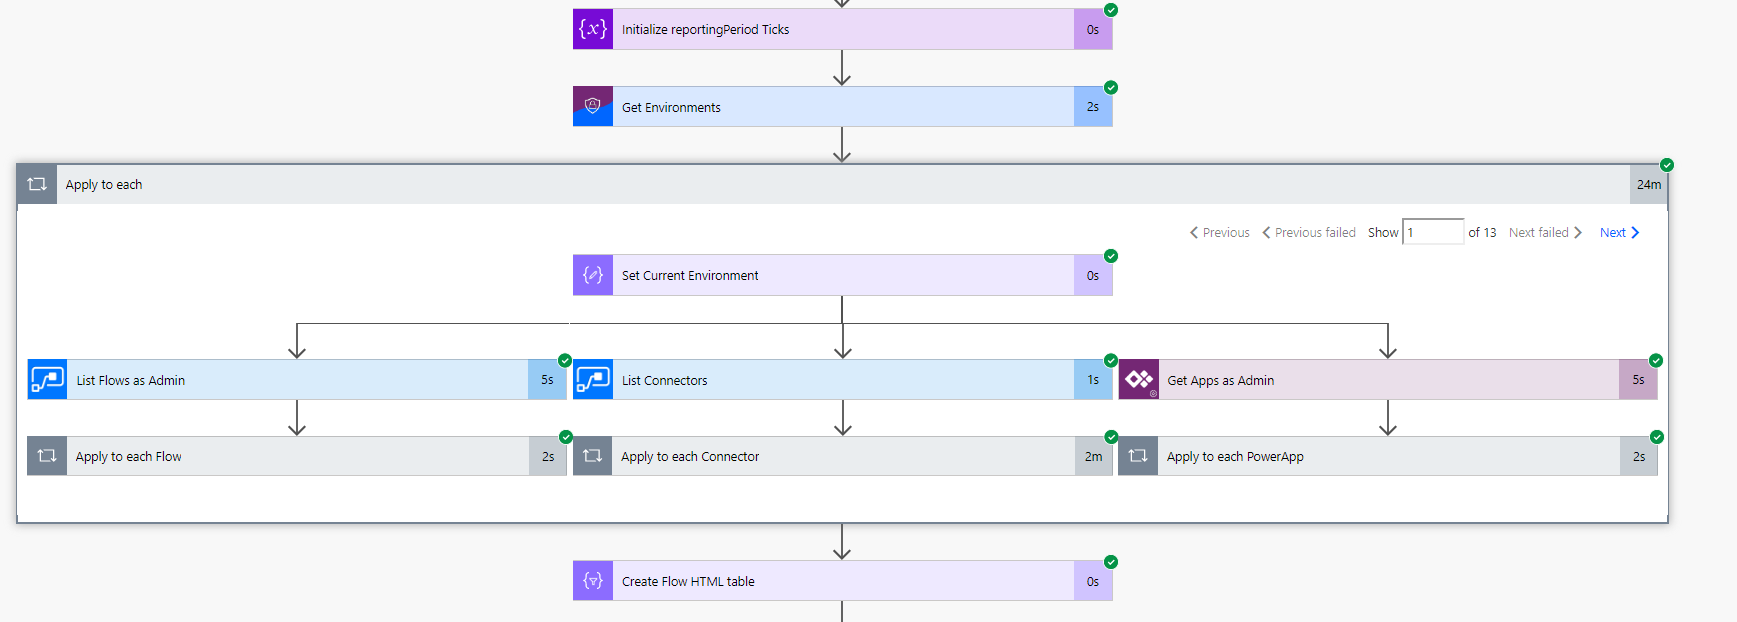 {x} Initialize reportingPeriod Ticks 0s
Get Environments 2s
Apply to each 24m
Previous Previous failed Show 1 of 13 Next failed Next
Set Current Environment 0s
List Flows as Admin 5s
List Connectors 1s
Get Apps as Admin 5s
Apply to each Flow 2s
Apply to each Connector 2m
Apply to each PowerApp 2s
Create Flow HTML table 0s